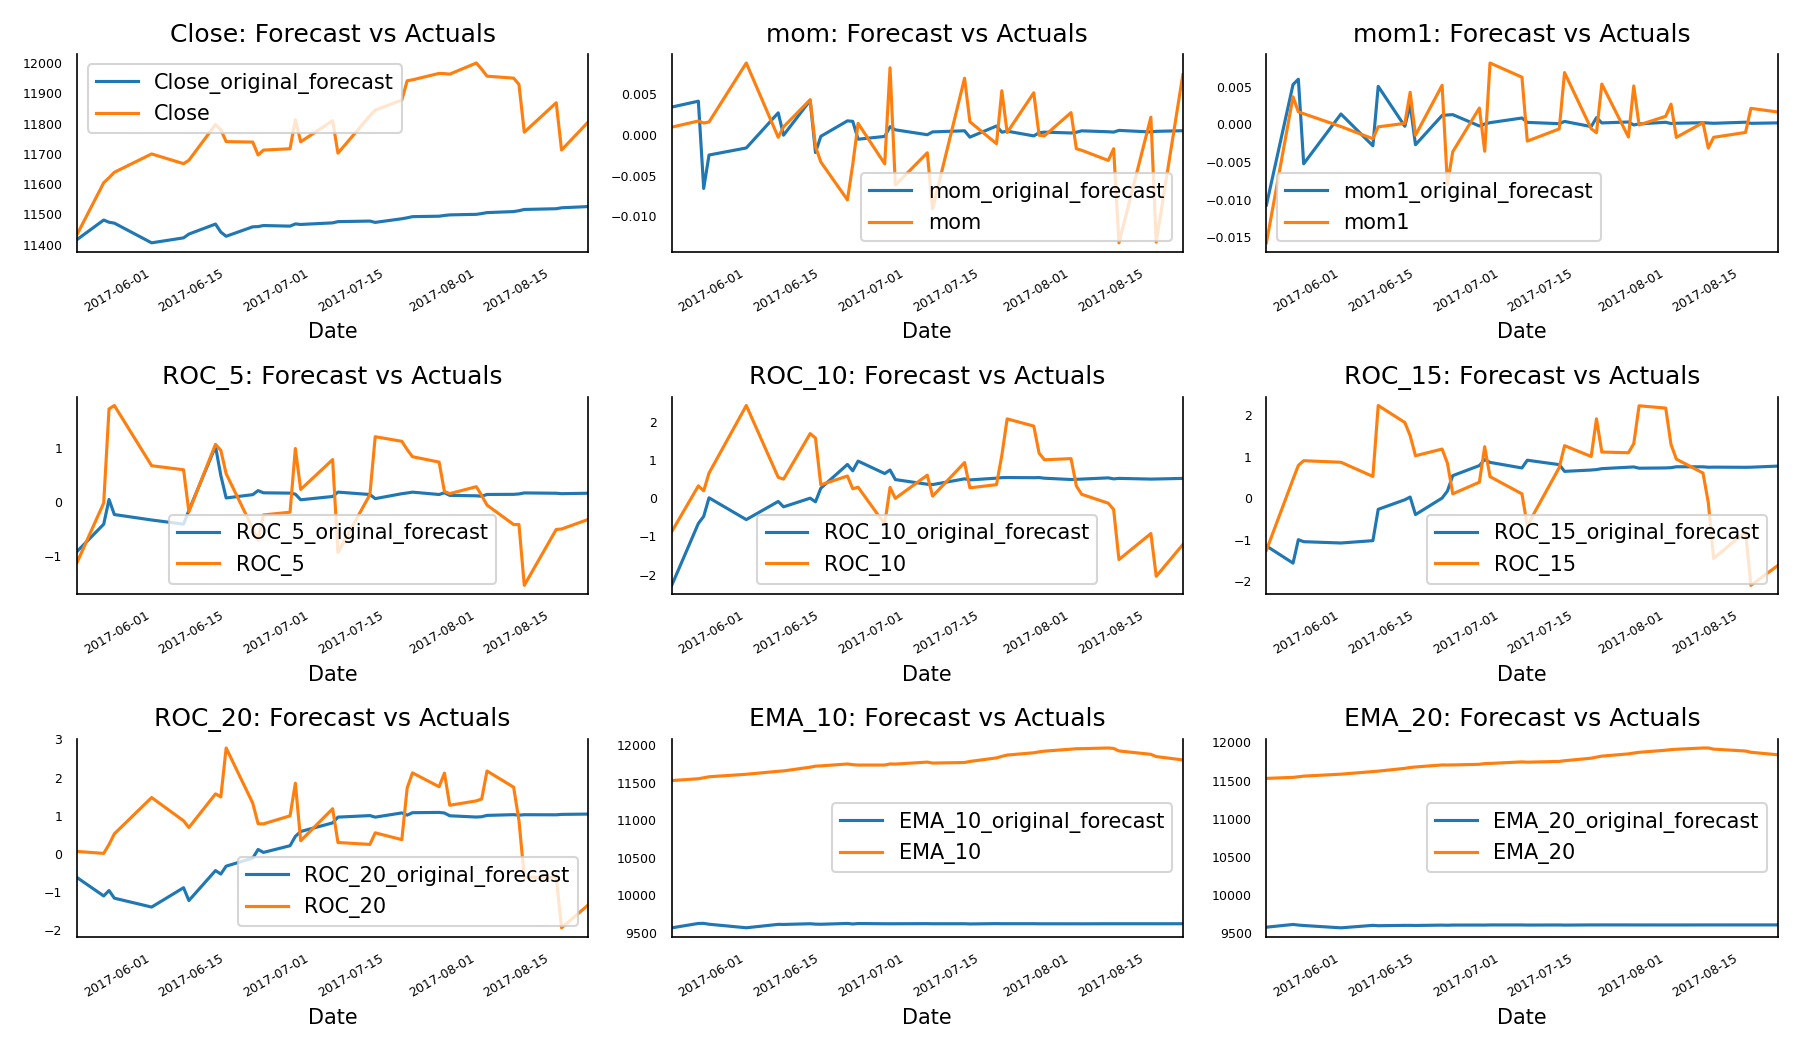 Close: Forecast vs Actuals
12000
11900
11800
11700
11600
11500
11400
Close_original_forecast
Close
2017-06-01
2017-06-15
2017-07-01
2017-07-15
2017-08-01
2017-08-15
Date
mom: Forecast vs Actuals
0.005
0.000
−0.005
−0.010
mom_original_forecast
mom
2017-06-01
2017-06-15
2017-07-01
2017-07-15
2017-08-01
2017-08-15
Date
mom1: Forecast vs Actuals
0.005
0.000
−0.005
−0.010
−0.015
mom1_original_forecast
mom1
2017-06-01
2017-06-15
2017-07-01
2017-07-15
2017-08-01
2017-08-15
Date
ROC_5: Forecast vs Actuals
1
0
−1
ROC_5_original_forecast
ROC_5
2017-06-01
2017-06-15
2017-07-01
2017-07-15
2017-08-01
2017-08-15
Date
ROC_10: Forecast vs Actuals
2
1
0
−1
−2
ROC_10_original_forecast
ROC_10
2017-06-01
2017-06-15
2017-07-01
2017-07-15
2017-08-01
2017-08-15
Date
ROC_15: Forecast vs Actuals
2
1
0
−1
−2
ROC_15_original_forecast
ROC_15
2017-06-01
2017-06-15
2017-07-01
2017-07-15
2017-08-01
2017-08-15
Date
ROC_20: Forecast vs Actuals
3
2
1
0
−1
−2
ROC_20_original_forecast
ROC_20
2017-06-01
2017-06-15
2017-07-01
2017-07-15
2017-08-01
2017-08-15
Date
EMA_10: Forecast vs Actuals
12000
11500
11000
10500
10000
9500
EMA_10_original_forecast
EMA_10
2017-06-01
2017-06-15
2017-07-01
2017-07-15
2017-08-01
2017-08-15
Date
EMA_20: Forecast vs Actuals
12000
11500
11000
10500
10000
9500
EMA_20_original_forecast
EMA_20
2017-06-01
2017-06-15
2017-07-01
2017-07-15
2017-08-01
2017-08-15
Date